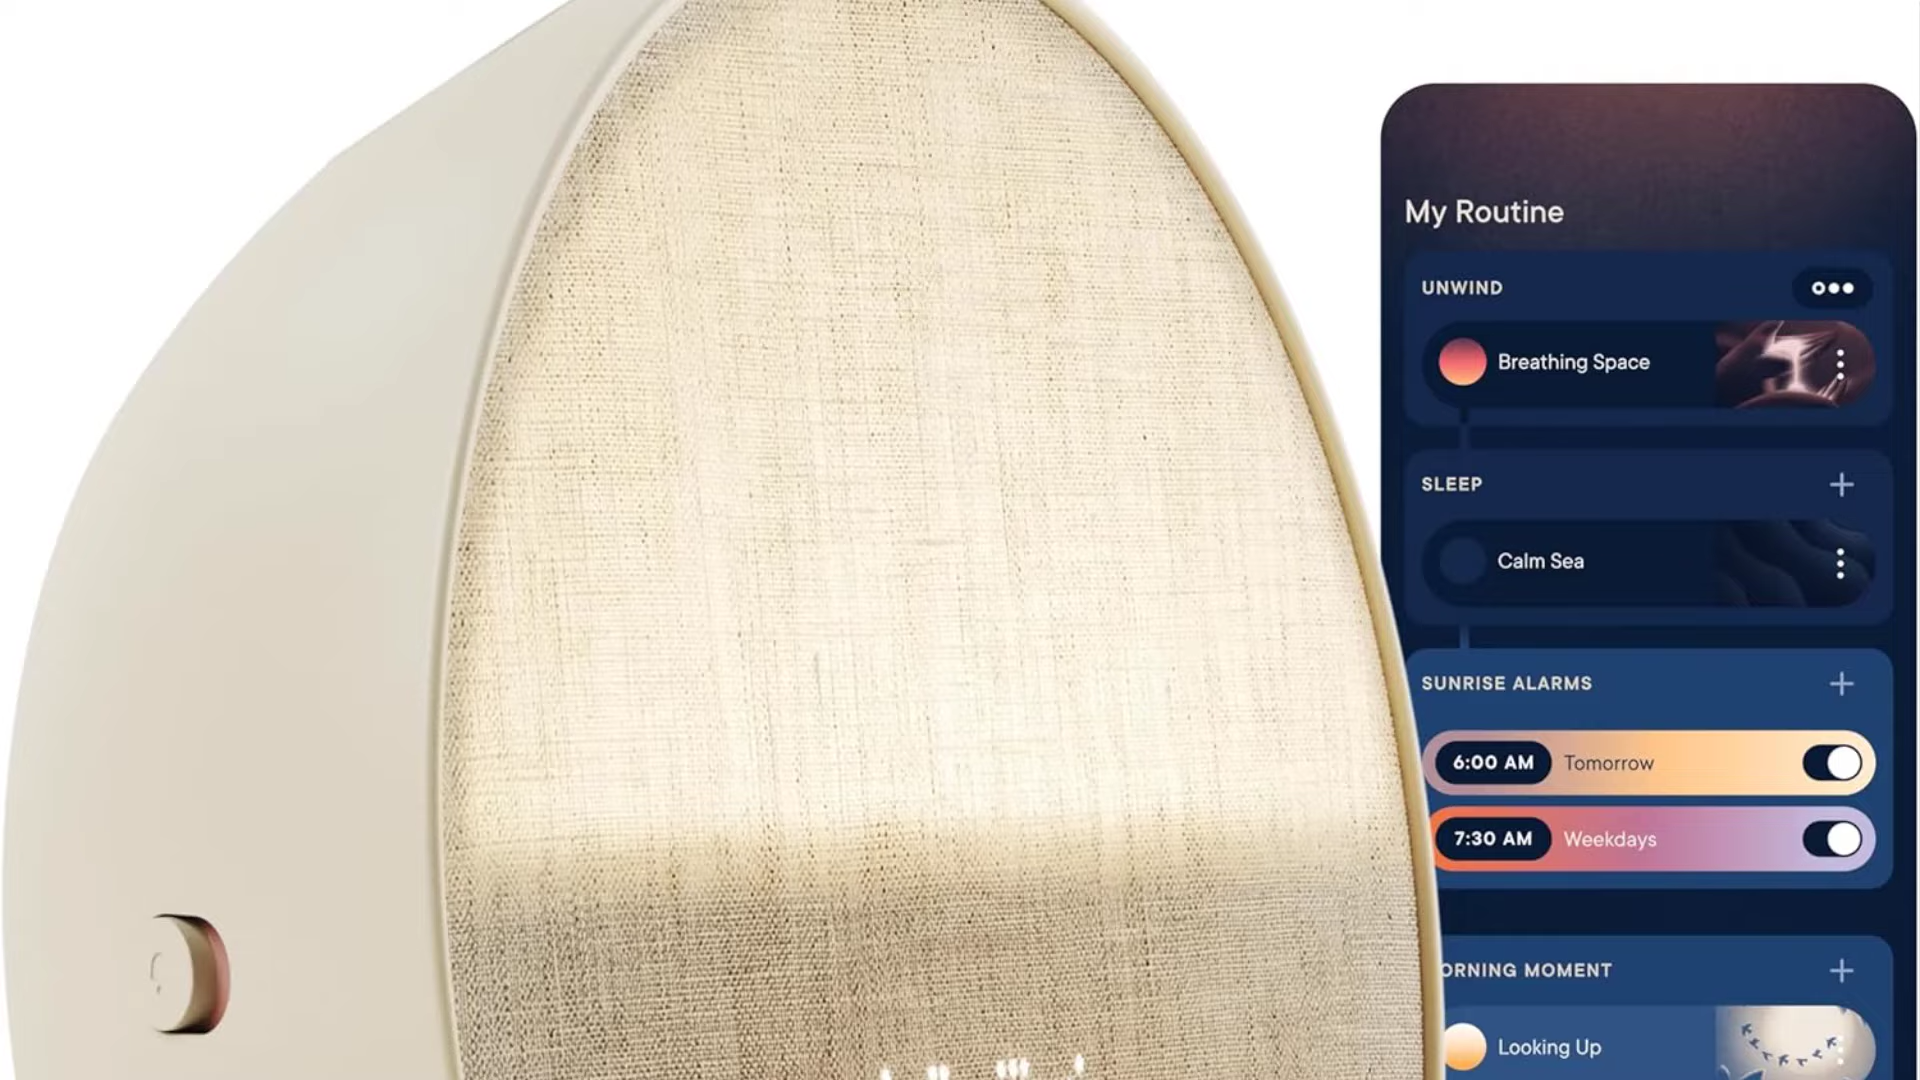 My Routine
UNWIND
Breathing Space
SLEEP
Calm Sea
SUNRISE ALARMS
6:00 AM Tomorrow
7:30 AM Weekdays
ORNING MOMENT
Looking Up